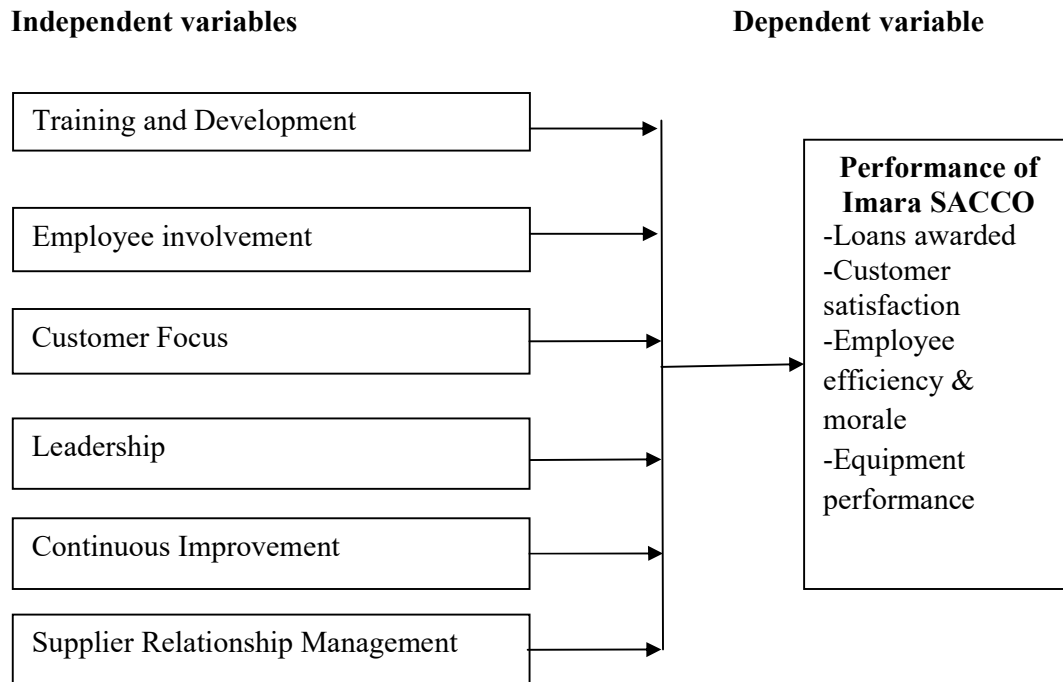 Independent variables
Dependent variable
Training and Development
Employee involvement
Customer Focus
Leadership
Continuous Improvement
Supplier Relationship Management
Performance of
Imara SACCO
-Loans awarded
-Customer
satisfaction
-Employee
efficiency &
morale
-Equipment
performance